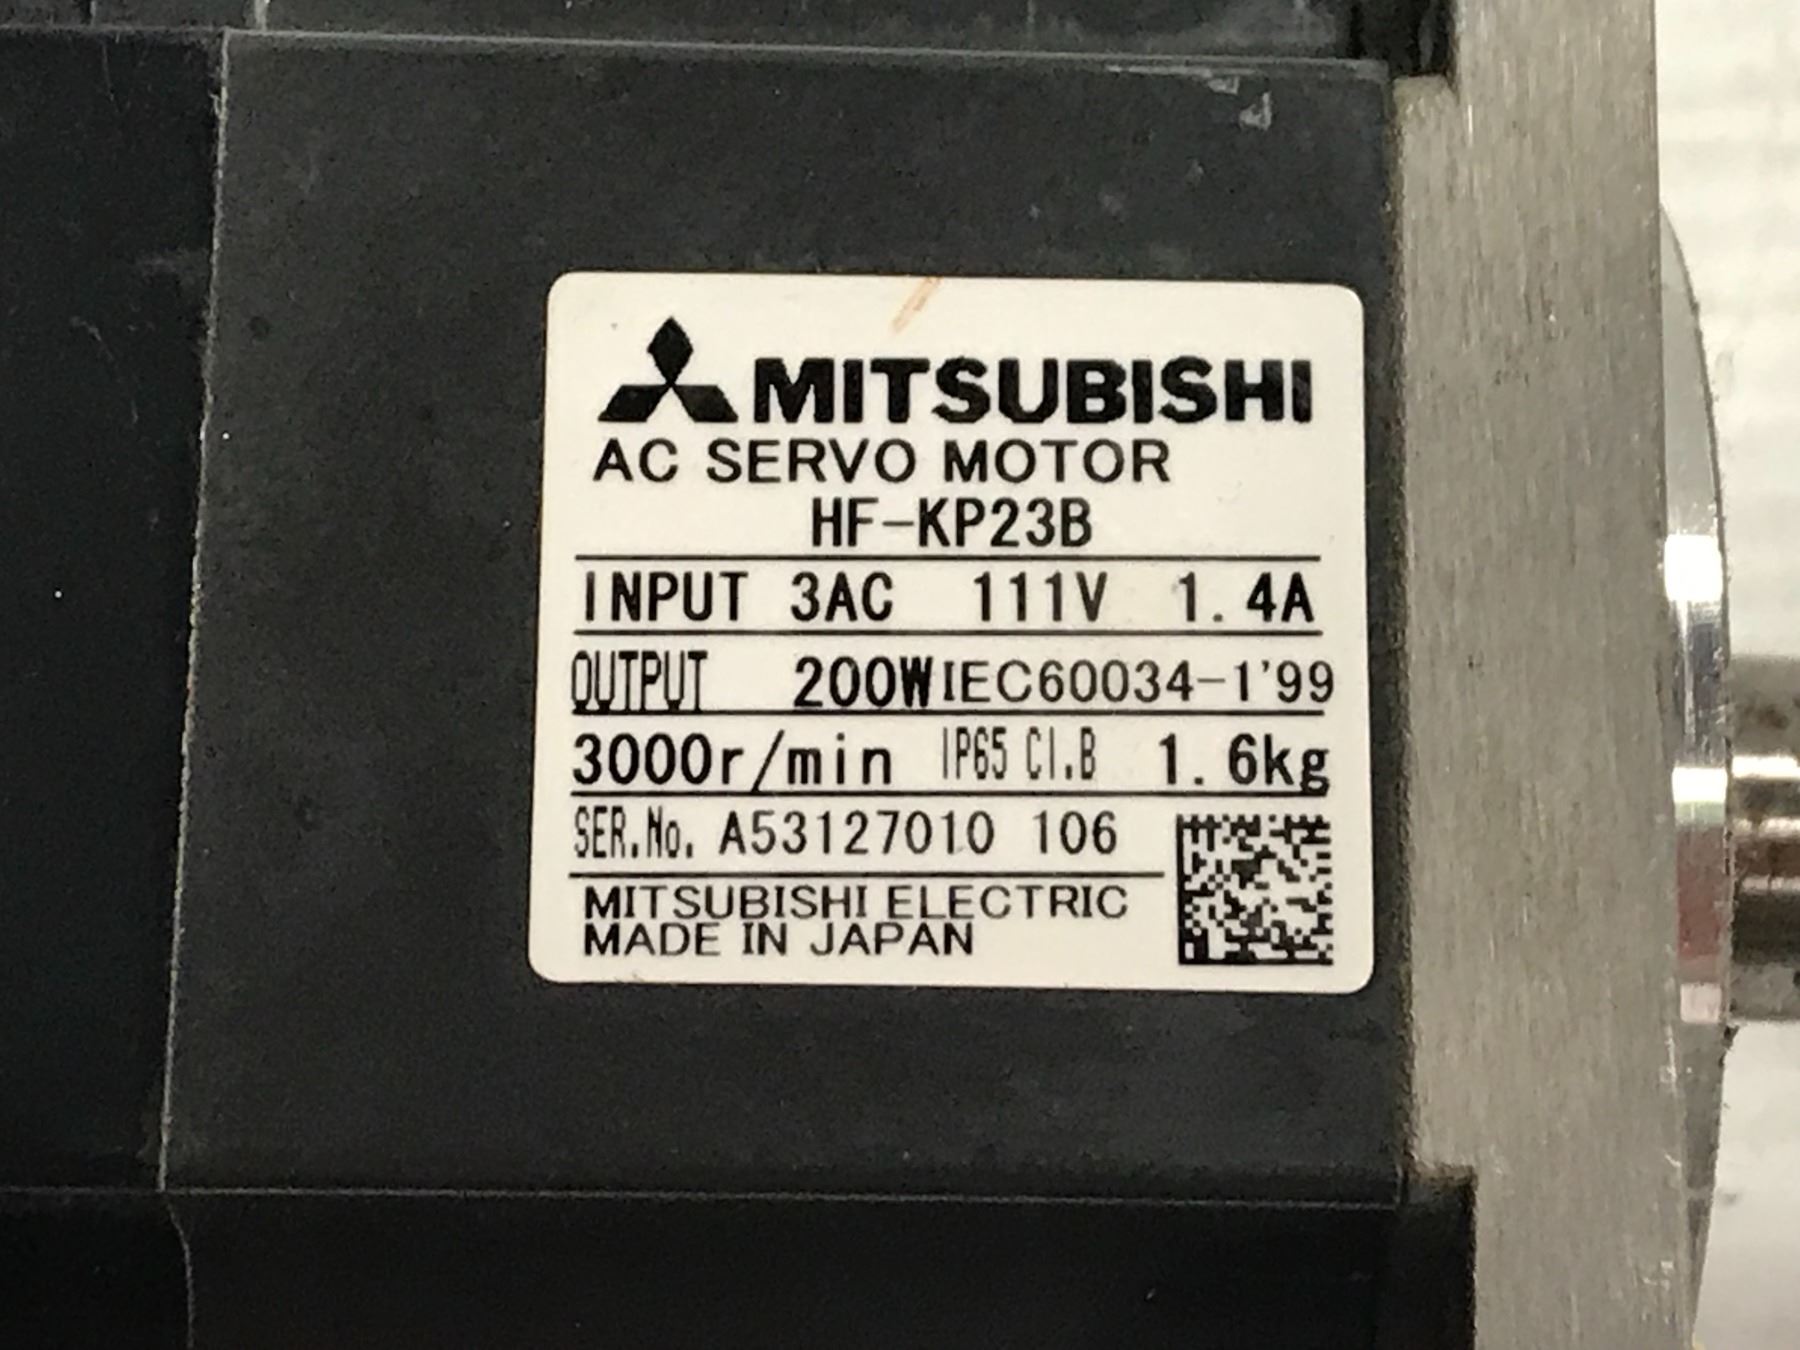 MITSUBISHI
AC SERVO MOTOR
HF-KP23B
INPUT 3AC 111V 1.4A
OUTPUT 200W IEC60034-1'99
3000r/min IP65 CI.B 1.6kg
SER.No. A53127010 106
MITSUBISHI ELECTRIC
MADE IN JAPAN